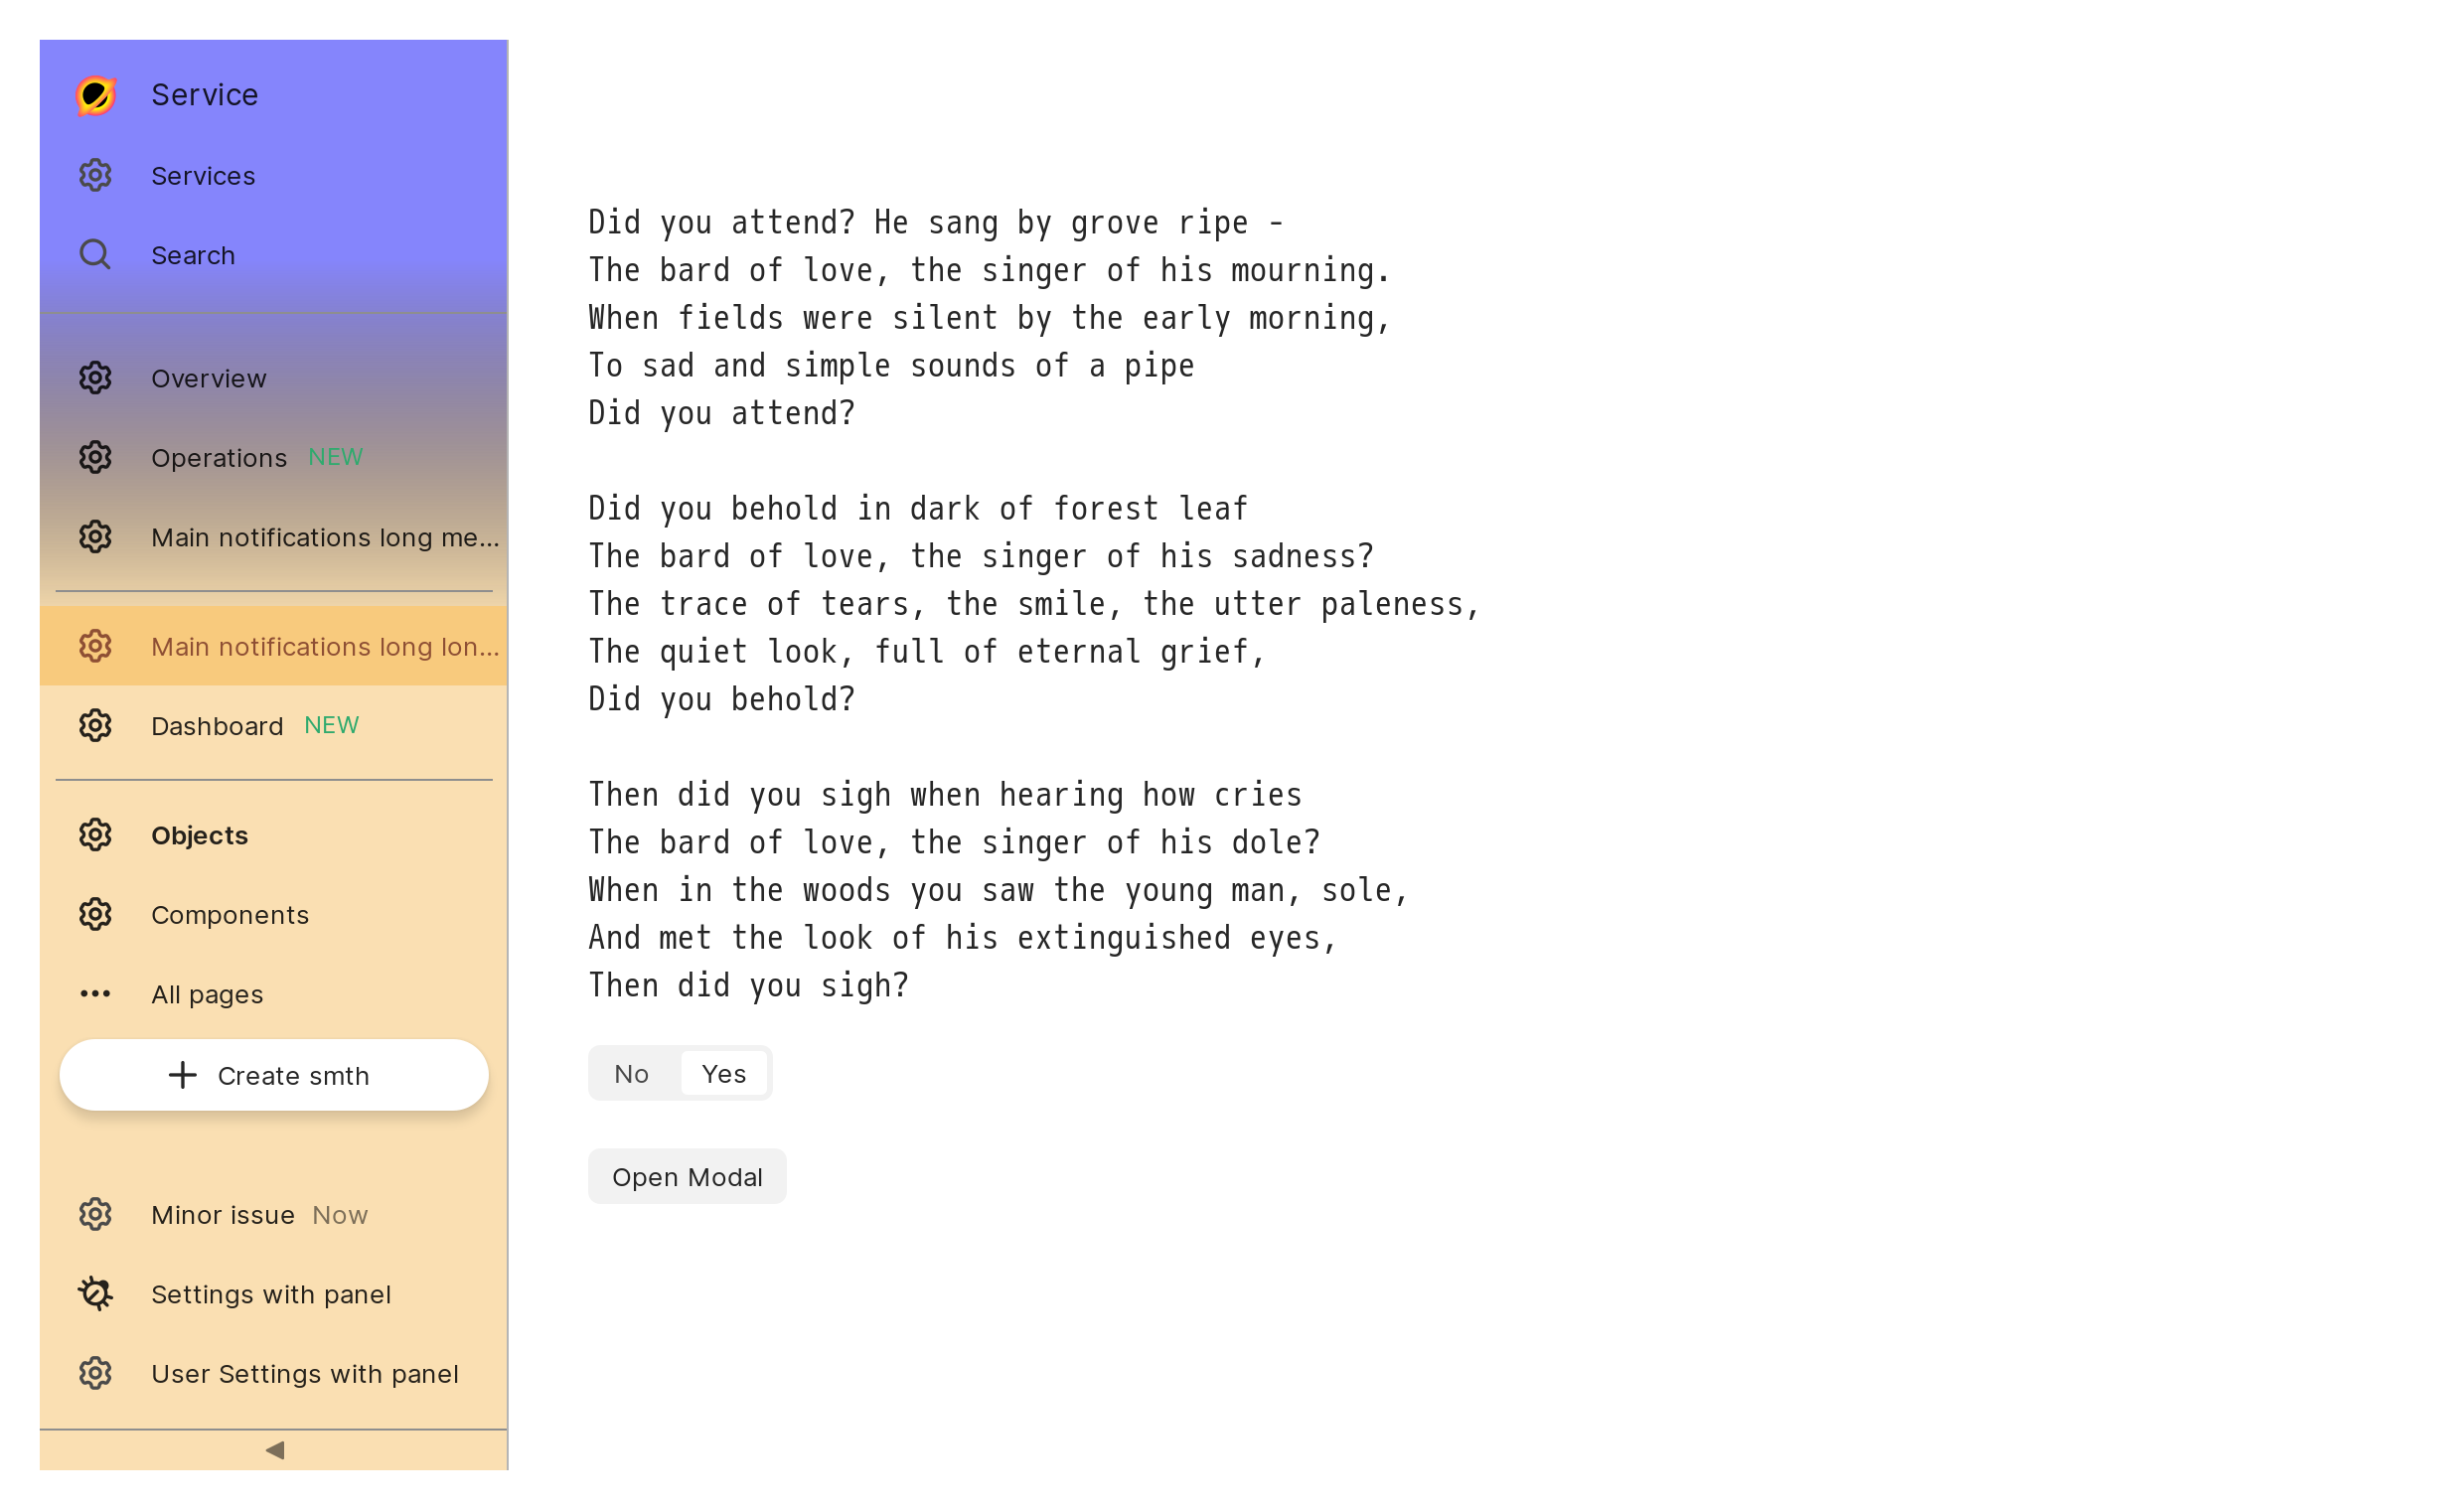 Service
Services
Search
Overview
Operations NEW
Main notifications long me...
Main notifications long lon...
Dashboard NEW
Objects
Components
All pages
Create smth
Minor issue Now
Settings with panel
User Settings with panel
Did you attend? He sang by grove ripe -
The bard of love, the singer of his mourning.
When fields were silent by the early morning,
To sad and simple sounds of a pipe
Did you attend?
Did you behold in dark of forest leaf
The bard of love, the singer of his sadness?
The trace of tears, the smile, the utter paleness,
The quiet look, full of eternal grief,
Did you behold?
Then did you sigh when hearing how cries
The bard of love, the singer of his dole?
When in the woods you saw the young man, sole,
And met the look of his extinguished eyes,
Then did you sigh?
No Yes
Open Modal